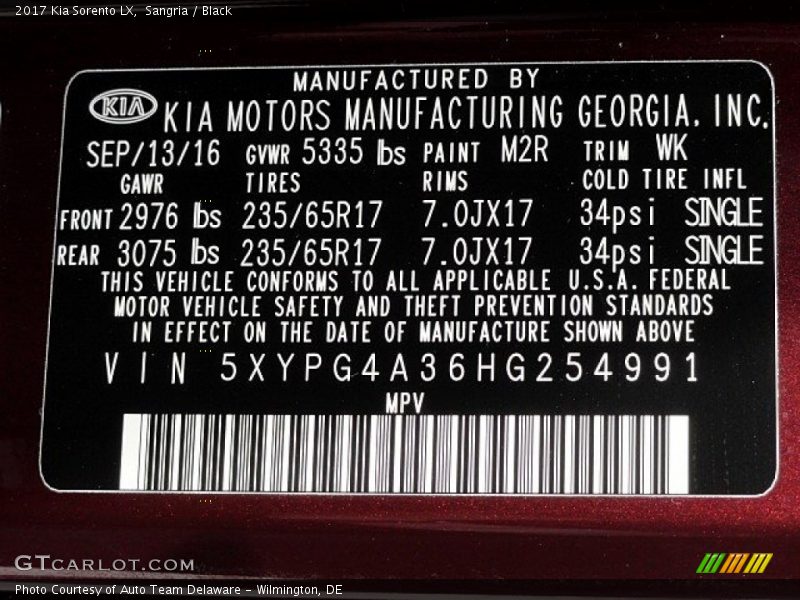 2017 Kia Sorento LX, Sangria / Black
MANUFACTURED BY
KIA KIA MOTORS MANUFACTURING GEORGIA, INC.
SEP/13/16 GVWR 5335 lbs PAINT M2R TRIM WK
GAWR TIRES RIMS COLD TIRE INFL
FRONT 2976 lbs 235/65R17 7.0JX17 34psi SINGLE
REAR 3075 lbs 235/65R17 7.0JX17 34psi SINGLE
THIS VEHICLE CONFORMS TO ALL APPLICABLE U.S.A. FEDERAL
MOTOR VEHICLE SAFETY AND THEFT PREVENTION STANDARDS
IN EFFECT ON THE DATE OF MANUFACTURE SHOWN ABOVE
VIN 5XYPG4A36HG254991
MPV
GTCARLOT.COM
Photo Courtesy of Auto Team Delaware - Wilmington, DE